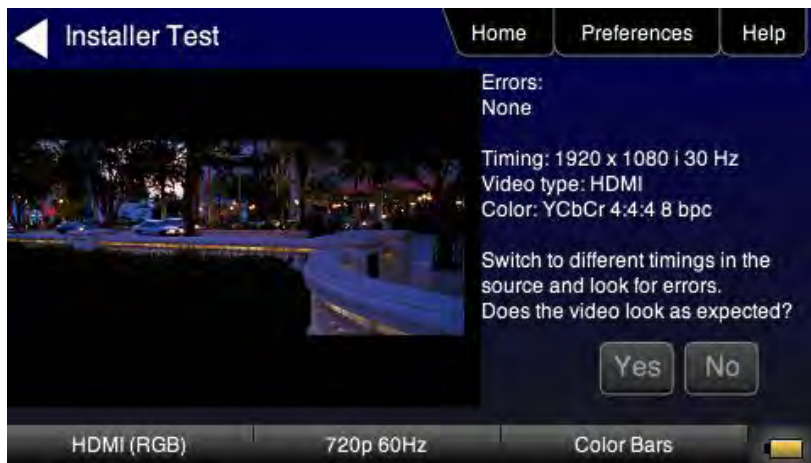 Installer Test
Home
Preferences
Help
Errors:
None
Timing: 1920 x 1080 i 30 Hz
Video type: HDMI
Color: YCbCr 4:4:4 8 bpc
Switch to different timings in the
source and look for errors.
Does the video look as expected?
Yes
No
HDMI (RGB)
720p 60Hz
Color Bars